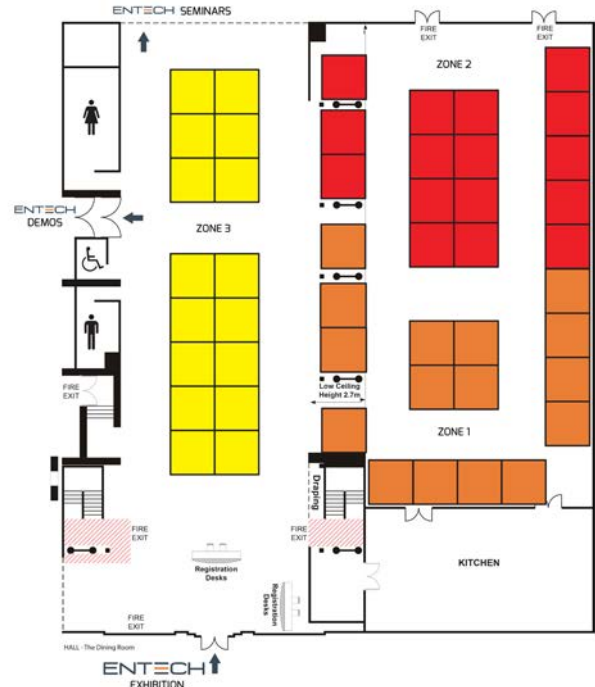 ENTECH SEMINARS
FIRE
EXIT
FIRE
EXIT
ZONE 2
ENTECH
DEMOS
ZONE 3
FIRE
EXIT
Low Ceiling
Height 2.7m
ZONE 1
Draping
FIRE
EXIT
FIRE
EXIT
Registration
Desks
Registration
Desks
KITCHEN
FIRE
EXIT
HALL - The Dining Room
ENTECH
EXHIBITION